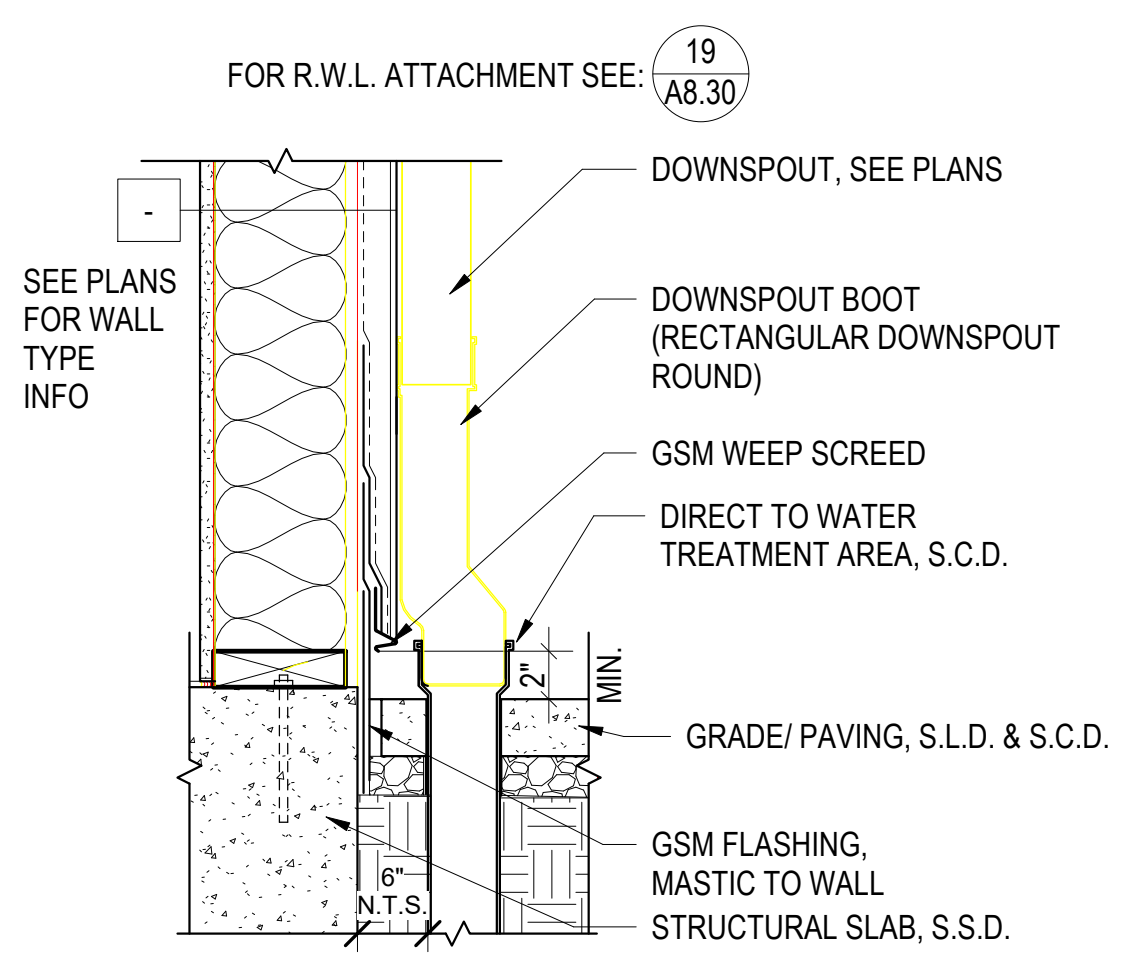 FOR R.W.L. ATTACHMENT SEE:
19
A8.30
DOWNSPOUT, SEE PLANS
-
SEE PLANS
FOR WALL
TYPE
INFO
DOWNSPOUT BOOT
(RECTANGULAR DOWNSPOUT
ROUND)
GSM WEEP SCREED
DIRECT TO WATER
TREATMENT AREA, S.C.D.
2"
MIN.
GRADE/ PAVING, S.L.D. & S.C.D.
GSM FLASHING,
MASTIC TO WALL
6"
N.T.S.
STRUCTURAL SLAB, S.S.D.